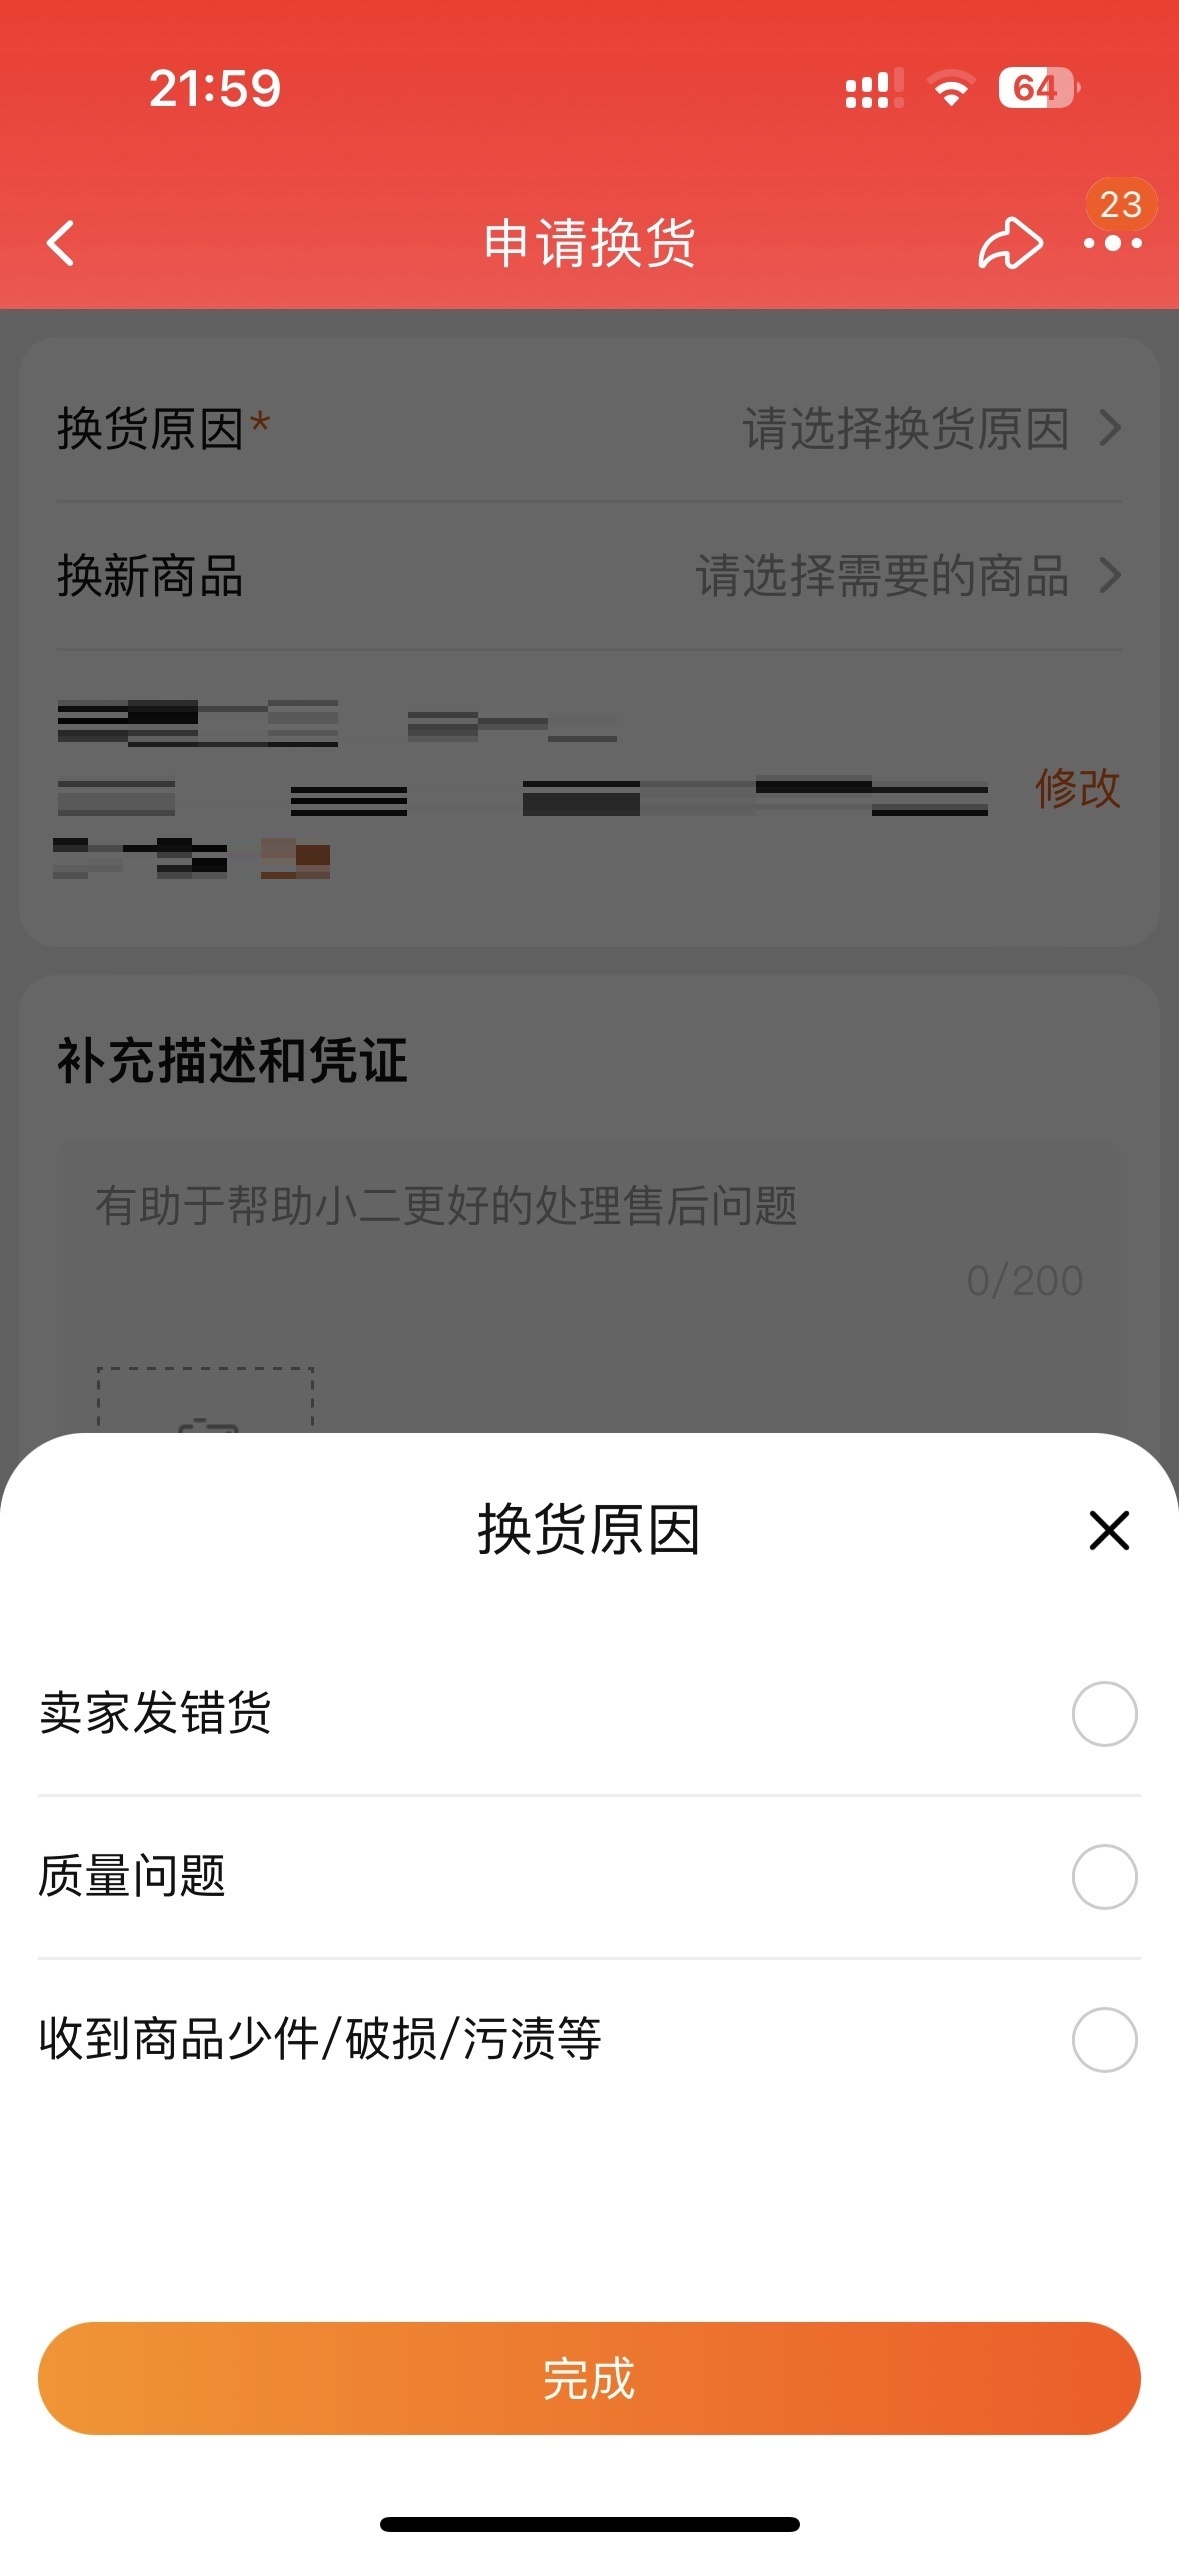 21:59
64
申请换货
23
换货原因*
请选择换货原因
换新商品
请选择需要的商品
修改
补充描述和凭证
有助于帮助小二更好的处理售后问题
0/200
换货原因
卖家发错货
质量问题
收到商品少件/破损/污渍等
完成